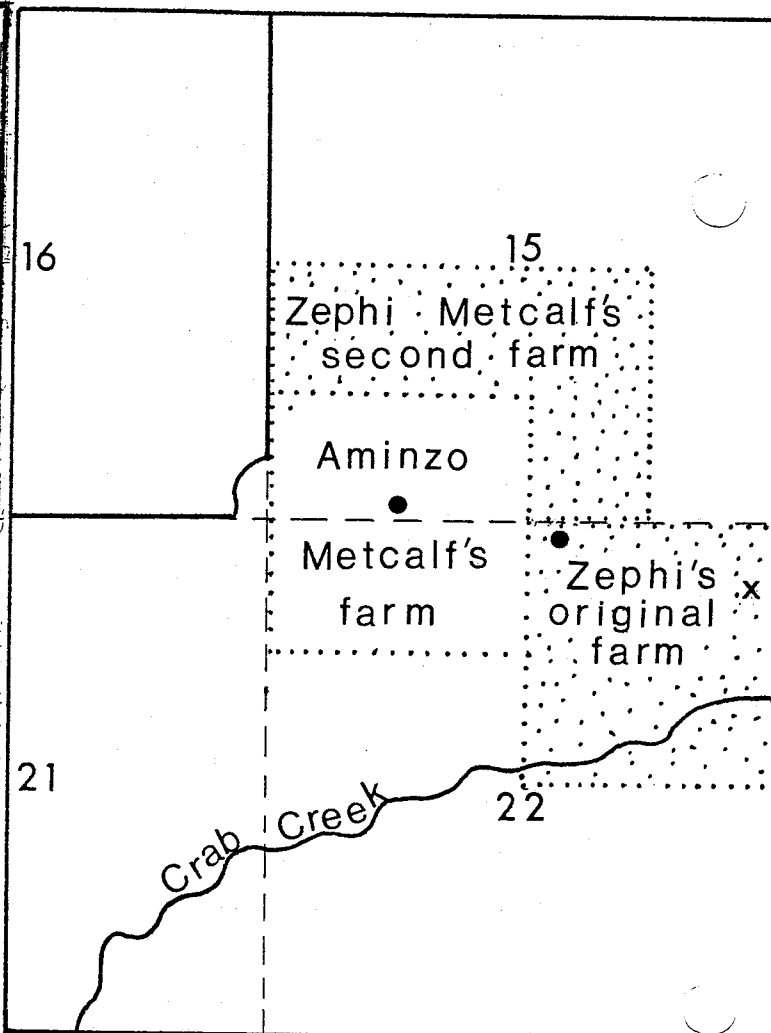 16
15
Zephi Metcalf's
second farm
Aminzo
Metcalf's
farm
Zephi's
original
farm
x
21
22
Crab Creek